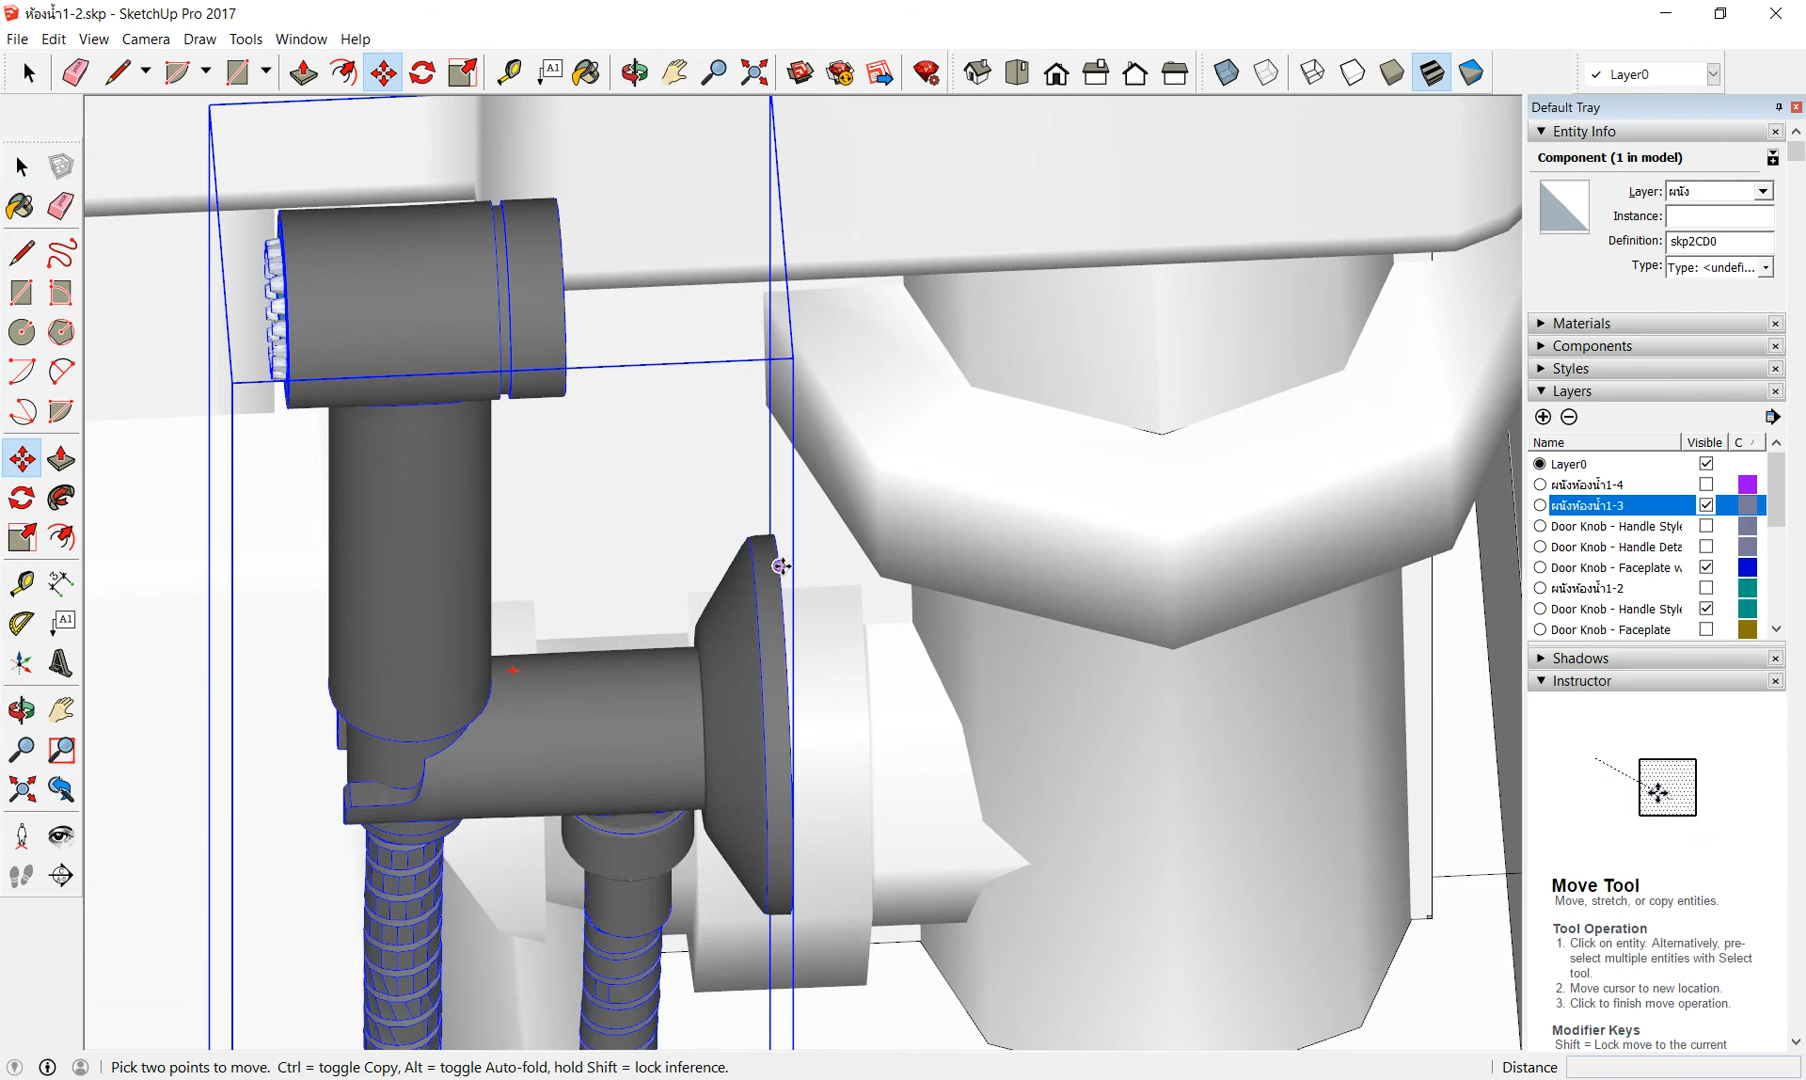 ห้องน้ำ1-2.skp - SketchUp Pro 2017
File Edit View Camera Draw Tools Window Help
Layer0
Default Tray
Entity Info
Component (1 in model)
Layer: ผนัง
Instance:
Definition: skp2CD0
Type: Type: <undefi...
Materials
Components
Styles
Layers
Name Visible C
Layer0
ผนังห้องน้ำ1-4
ผนังห้องน้ำ1-3
Door Knob - Handle Style
Door Knob - Handle Deta
Door Knob - Faceplate w
ผนังห้องน้ำ1-2
Door Knob - Handle Style
Door Knob - Faceplate
Shadows
Instructor
Move Tool
Move, stretch, or copy entities.
Tool Operation
1. Click on entity. Alternatively, pre-
select multiple entities with Select
tool.
2. Move cursor to new location.
3. Click to finish move operation.
Modifier Keys
Shift = Lock move to the current
Pick two points to move. Ctrl = toggle Copy, Alt = toggle Auto-fold, hold Shift = lock inference.
Distance